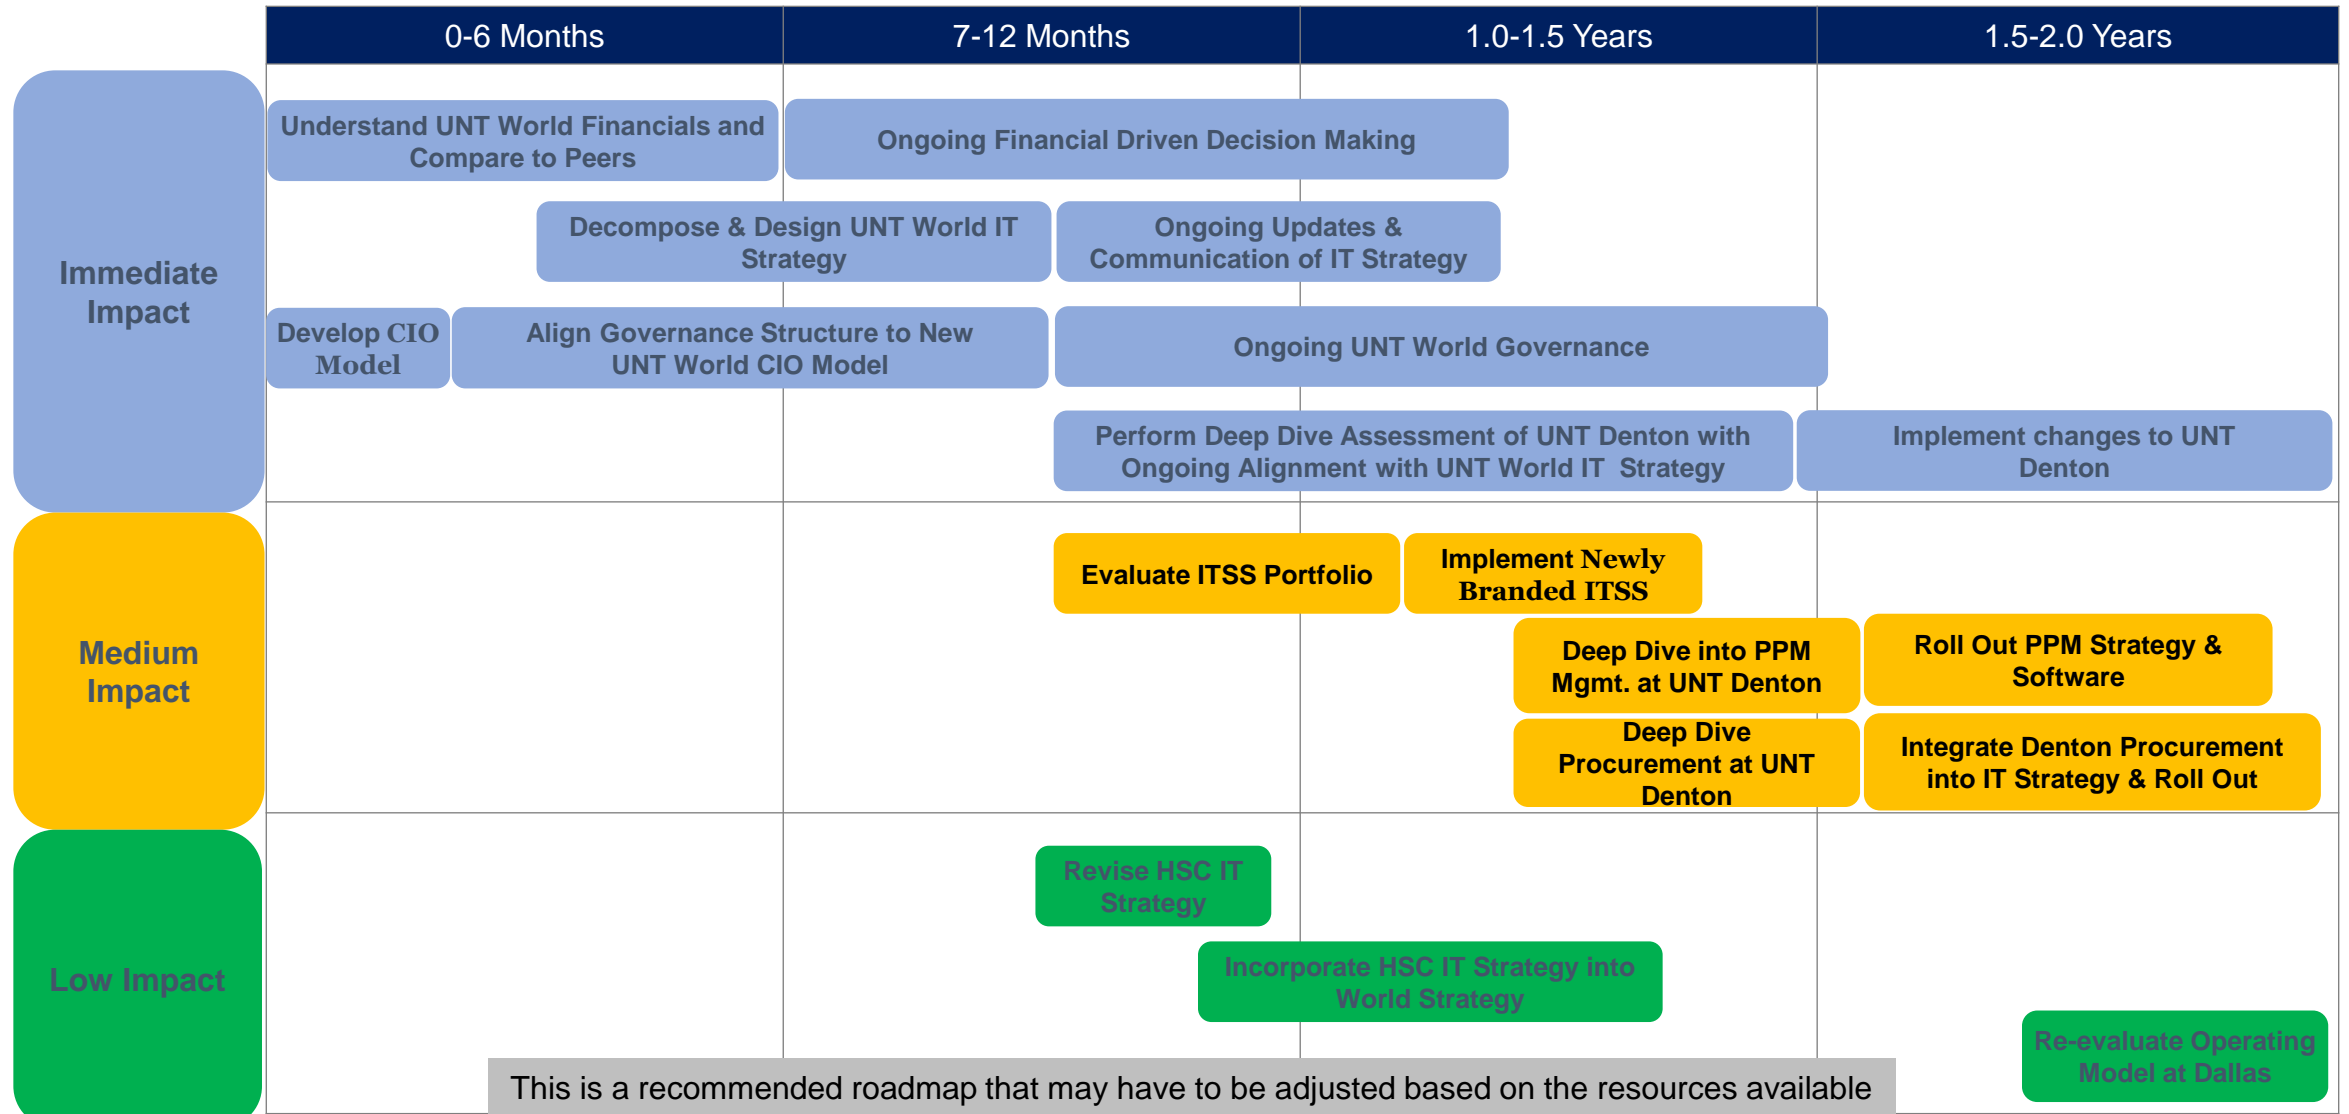 0-6 Months
7-12 Months
1.0-1.5 Years
1.5-2.0 Years
Immediate
Impact
Understand UNT World Financials and
Compare to Peers
Ongoing Financial Driven Decision Making
Decompose & Design UNT World IT
Strategy
Ongoing Updates &
Communication of IT Strategy
Develop CIO
Model
Align Governance Structure to New
UNT World CIO Model
Ongoing UNT World Governance
Perform Deep Dive Assessment of UNT Denton with
Ongoing Alignment with UNT World IT  Strategy
Implement changes to UNT
Denton
Medium
Impact
Evaluate ITSS Portfolio
Implement Newly
Branded ITSS
Deep Dive into PPM
Mgmt. at UNT Denton
Roll Out PPM Strategy &
Software
Deep Dive
Procurement at UNT
Denton
Integrate Denton Procurement
into IT Strategy & Roll Out
Low Impact
Revise HSC IT
Strategy
Incorporate HSC IT Strategy into
World Strategy
Re-evaluate Operating
Model at Dallas
This is a recommended roadmap that may have to be adjusted based on the resources available